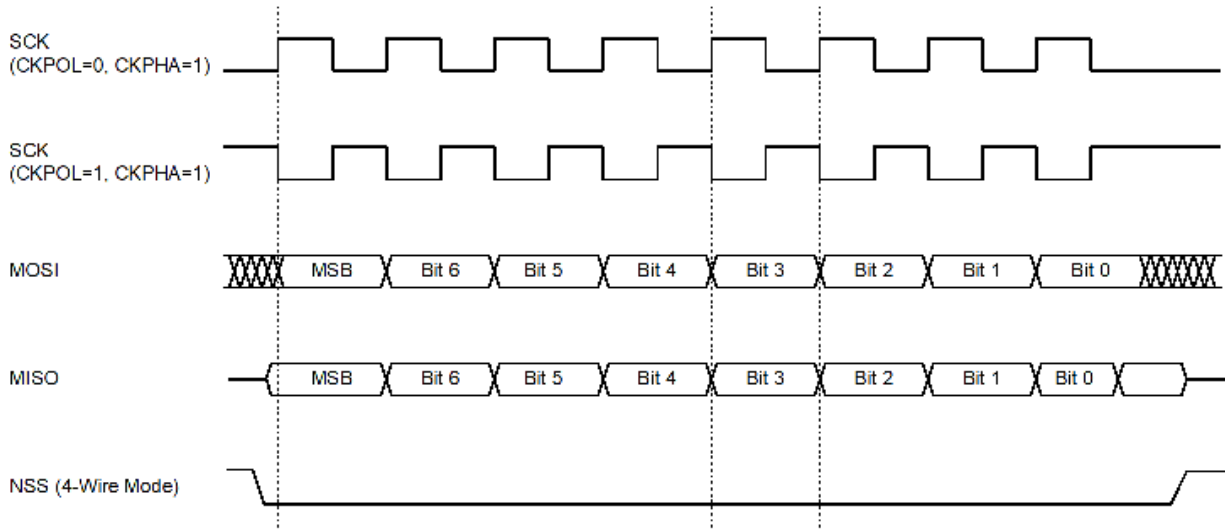 SCK
(CKPOL=0, CKPHA=1)
SCK
(CKPOL=1, CKPHA=1)
MOSI
MSB Bit 6 Bit 5 Bit 4 Bit 3 Bit 2 Bit 1 Bit 0
MISO
MSB Bit 6 Bit 5 Bit 4 Bit 3 Bit 2 Bit 1 Bit 0
NSS (4-Wire Mode)